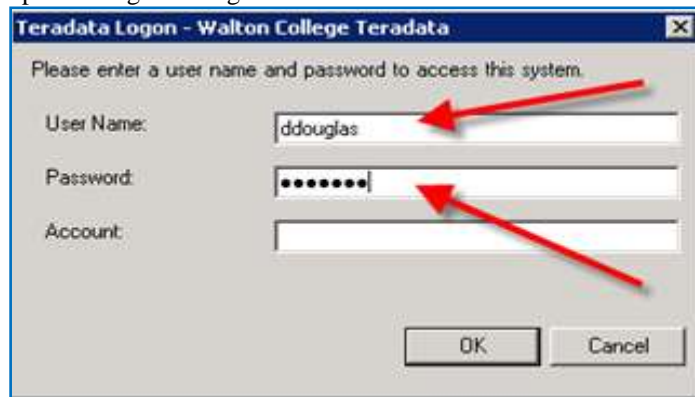 Teradata Logon - Walton College Teradata
Please enter a user name and password to access this system.
User Name:
ddouglas
Password:
•••••••
Account:
OK Cancel